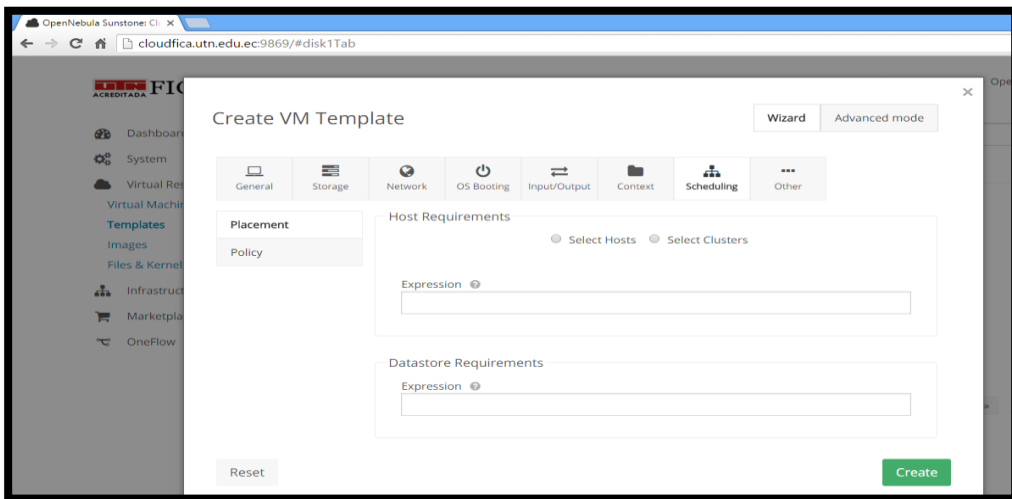 OpenNebula Sunstone: Cl
cloudfica.utn.edu.ec:9869/#disk1Tab
UTN FIC
ACREDITADA
Ope
Dashboar
System
Virtual Res
Virtual Machin
Templates
Images
Files & Kernel
Infrastruct
Marketpla
OneFlow
Create VM Template
Wizard
Advanced mode
General
Storage
Network
OS Booting
Input/Output
Context
Scheduling
Other
Placement
Policy
Host Requirements
Select Hosts
Select Clusters
Expression
Datastore Requirements
Expression
Reset
Create